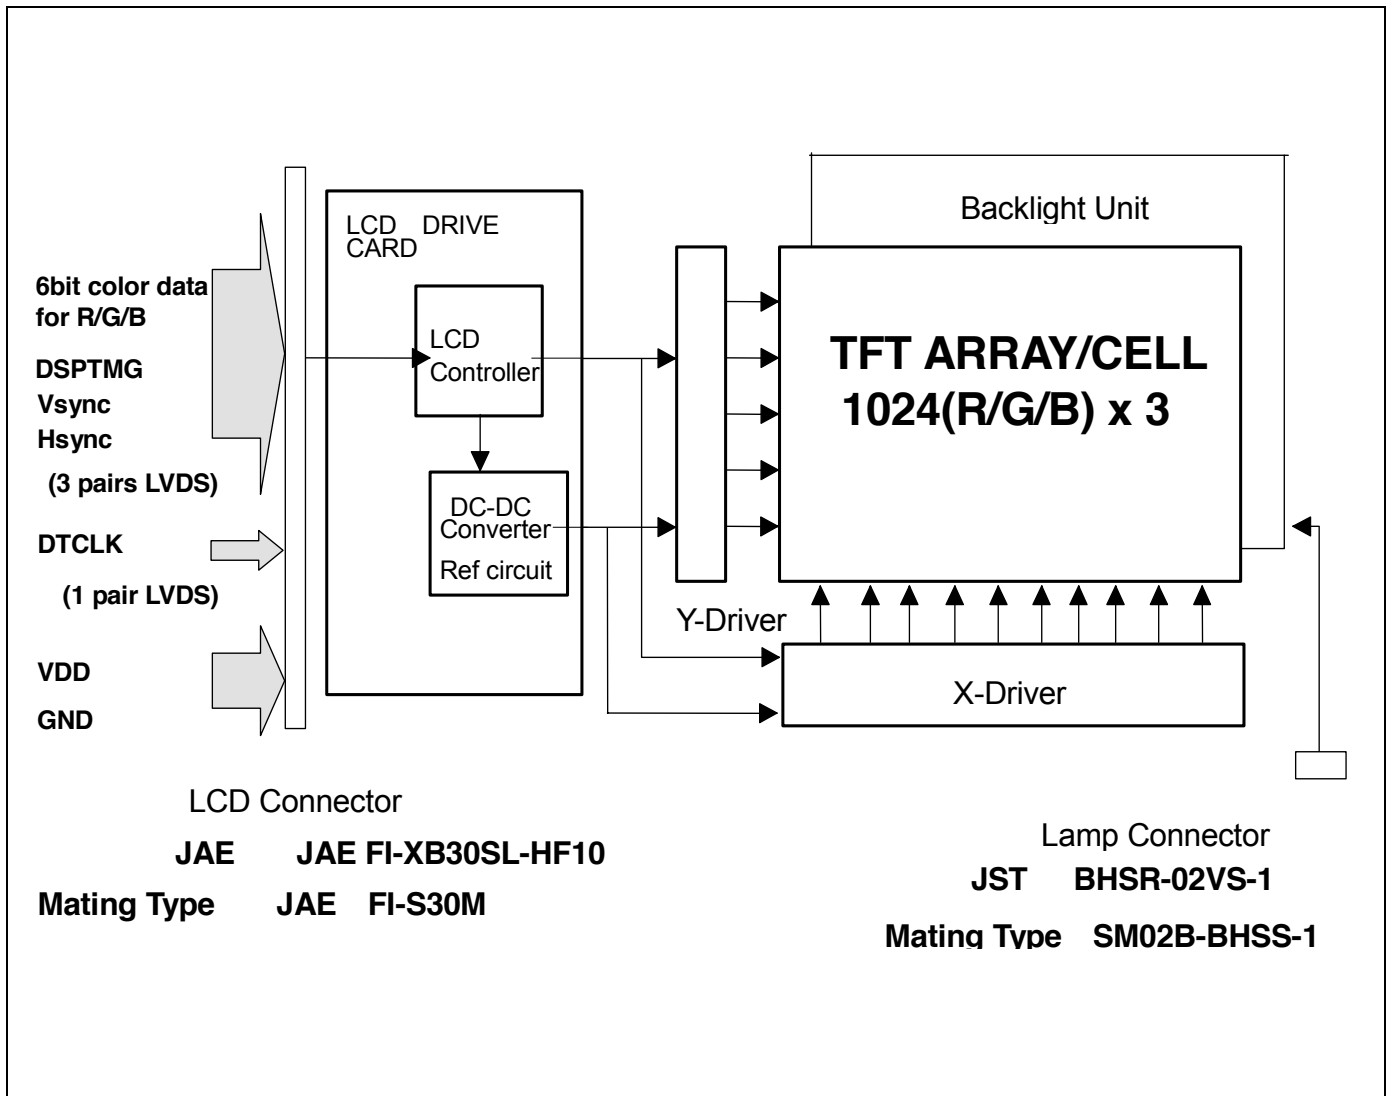 Backlight Unit
LCD DRIVE
CARD
6bit color data
for R/G/B
LCD
Controller
TFT ARRAY/CELL
1024(R/G/B) x 3
DSPTMG
Vsync
Hsync
(3 pairs LVDS)
DC-DC
Converter
Ref circuit
DTCLK
(1 pair LVDS)
Y-Driver
VDD
GND
X-Driver
LCD Connector
JAE JAE FI-XB30SL-HF10
Mating Type JAE FI-S30M
Lamp Connector
JST BHSR-02VS-1
Mating Type SM02B-BHSS-1